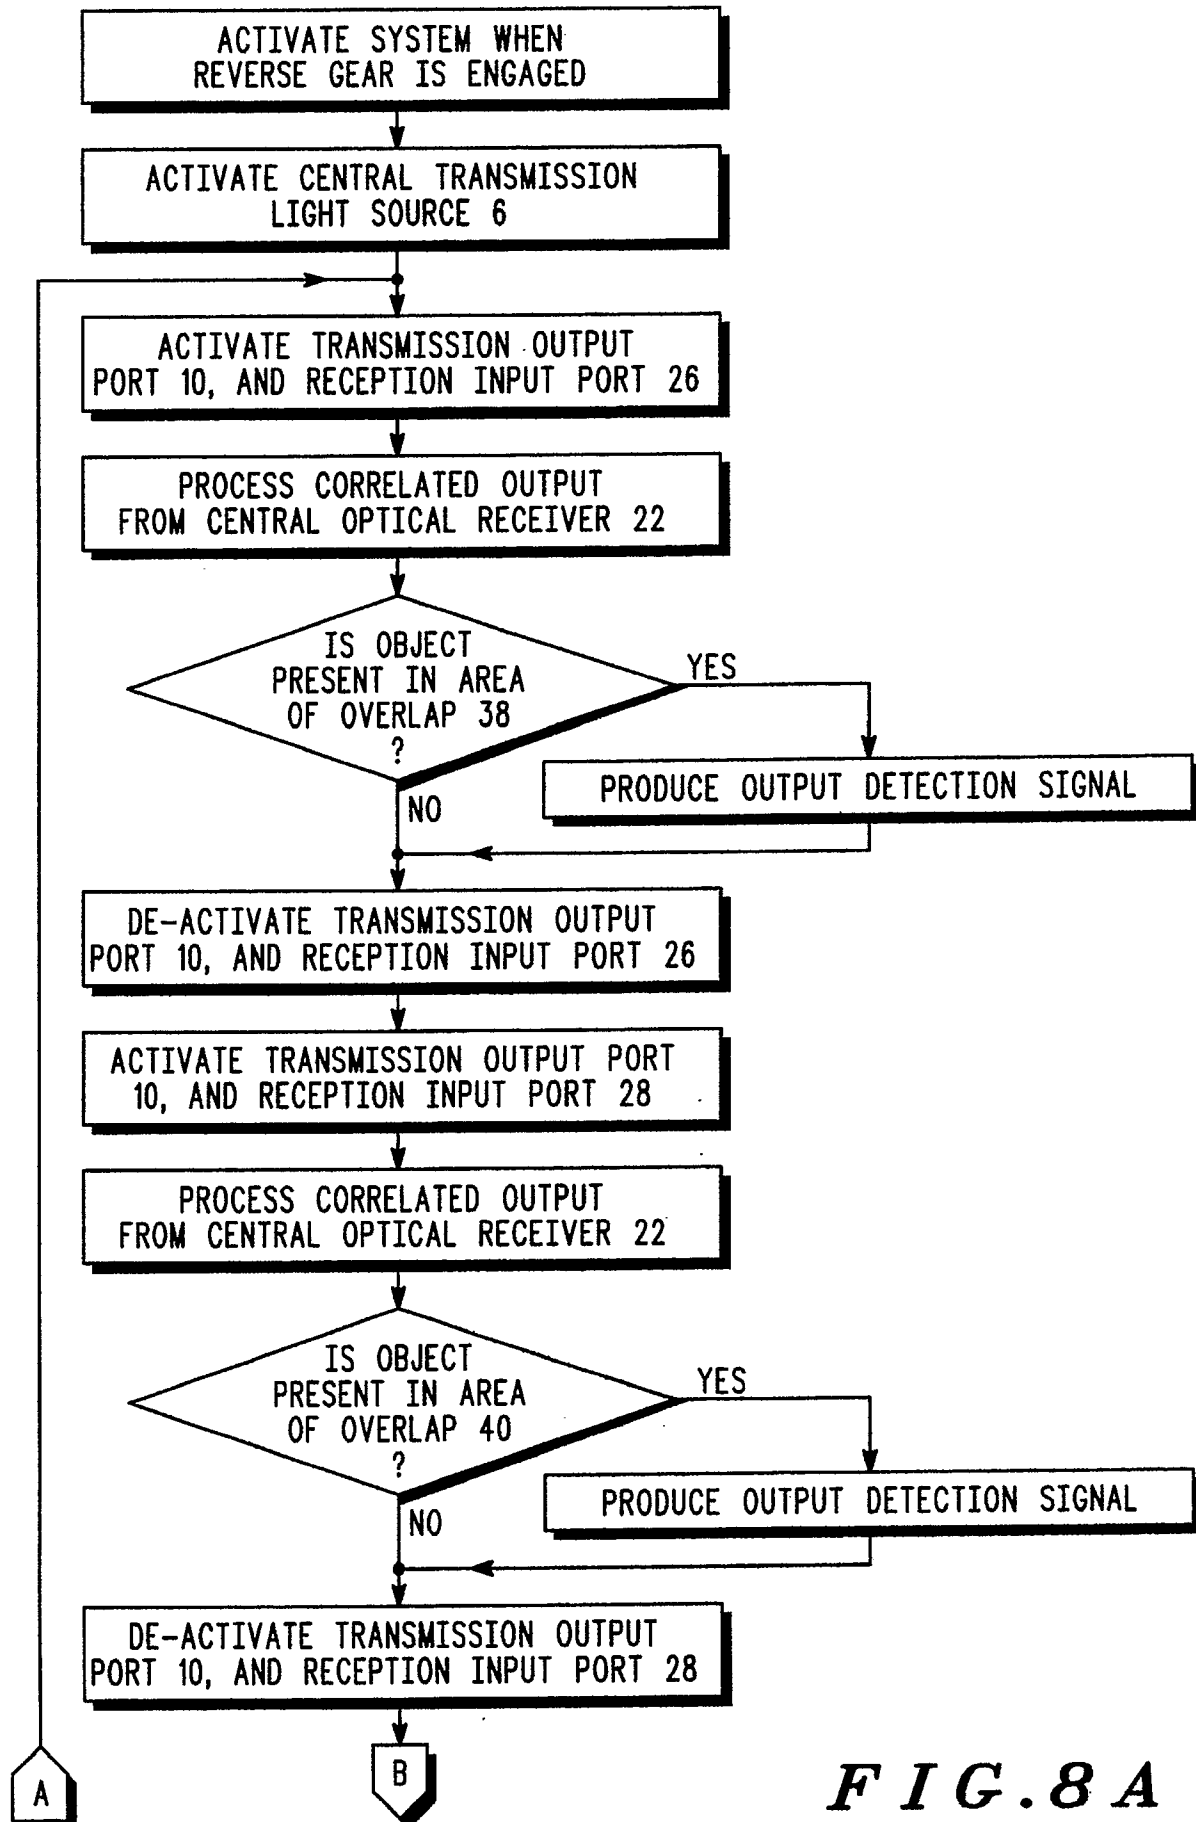 ACTIVATE SYSTEM WHEN
REVERSE GEAR IS ENGAGED
ACTIVATE CENTRAL TRANSMISSION
LIGHT SOURCE 6
ACTIVATE TRANSMISSION OUTPUT
PORT 10, AND RECEPTION INPUT PORT 26
PROCESS CORRELATED OUTPUT
FROM CENTRAL OPTICAL RECEIVER 22
IS OBJECT
PRESENT IN AREA
OF OVERLAP 38
?
YES
PRODUCE OUTPUT DETECTION SIGNAL
NO
DE-ACTIVATE TRANSMISSION OUTPUT
PORT 10, AND RECEPTION INPUT PORT 26
ACTIVATE TRANSMISSION OUTPUT PORT
10, AND RECEPTION INPUT PORT 28
PROCESS CORRELATED OUTPUT
FROM CENTRAL OPTICAL RECEIVER 22
IS OBJECT
PRESENT IN AREA
OF OVERLAP 40
?
YES
PRODUCE OUTPUT DETECTION SIGNAL
NO
DE-ACTIVATE TRANSMISSION OUTPUT
PORT 10, AND RECEPTION INPUT PORT 28
A
B
FIG.8A